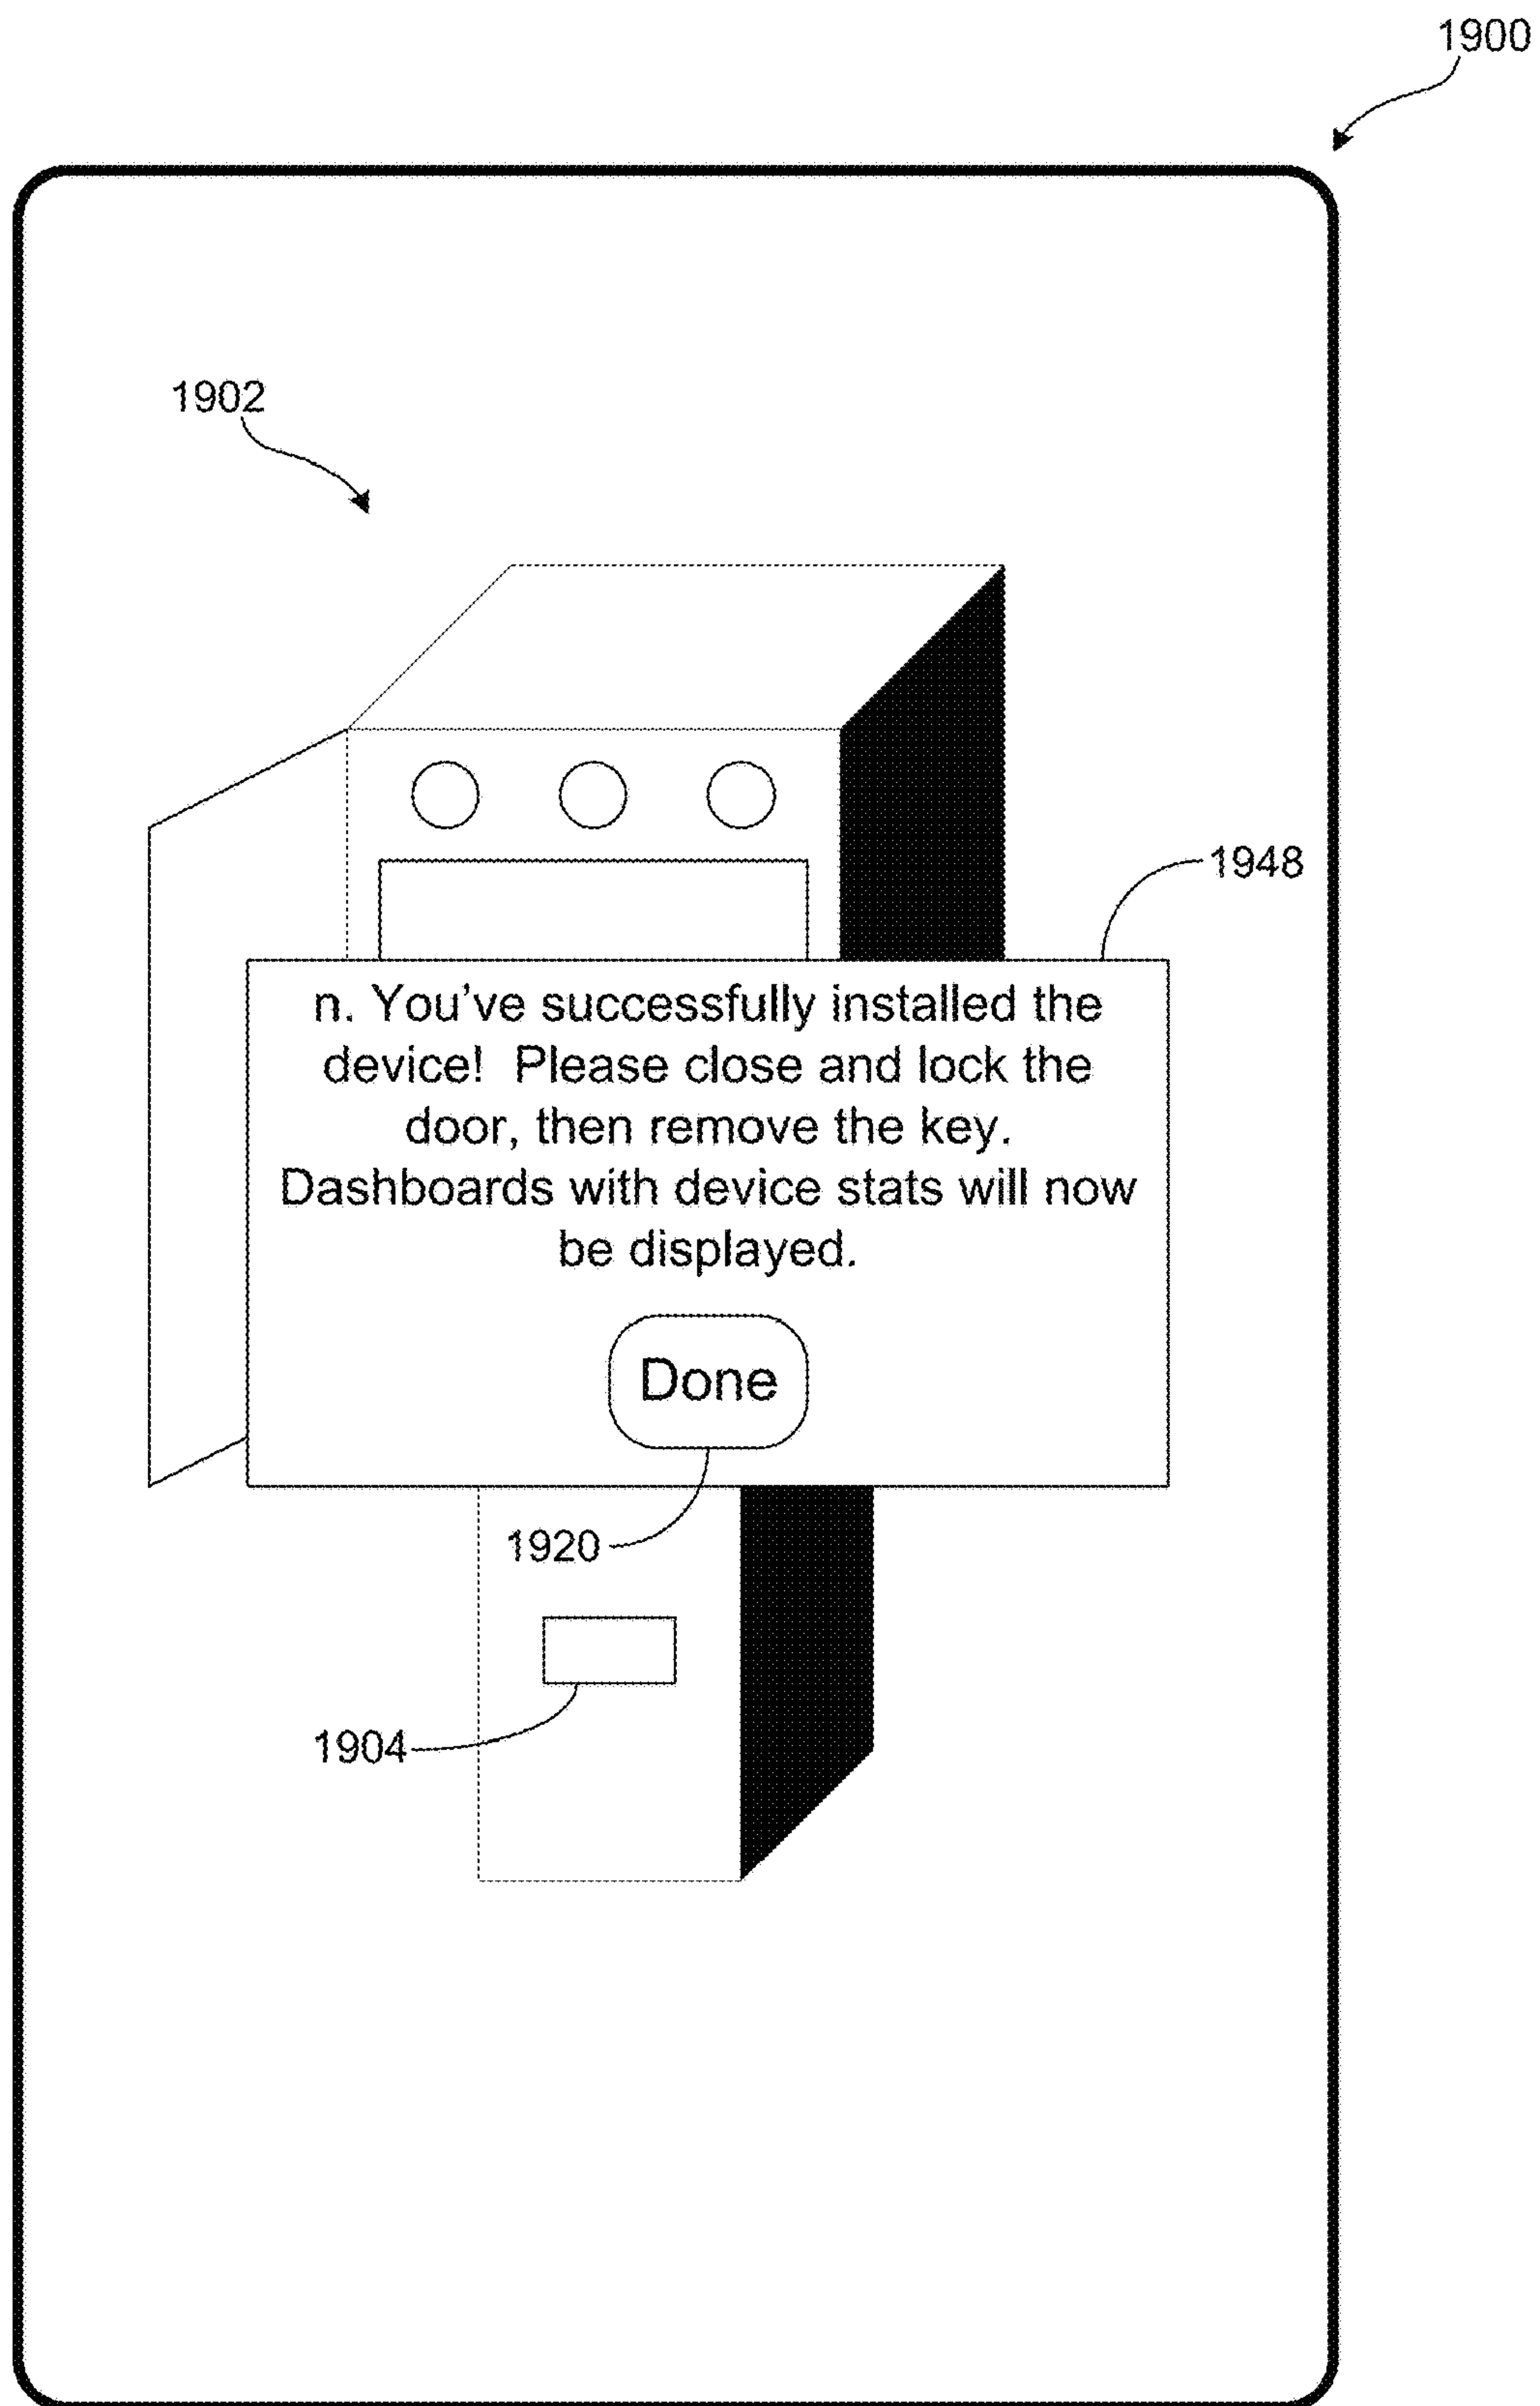 1900
1902
1948
n. You've successfully installed the
device!  Please close and lock the
door, then remove the key.
Dashboards with device stats will now
be displayed.
Done
1920
1904